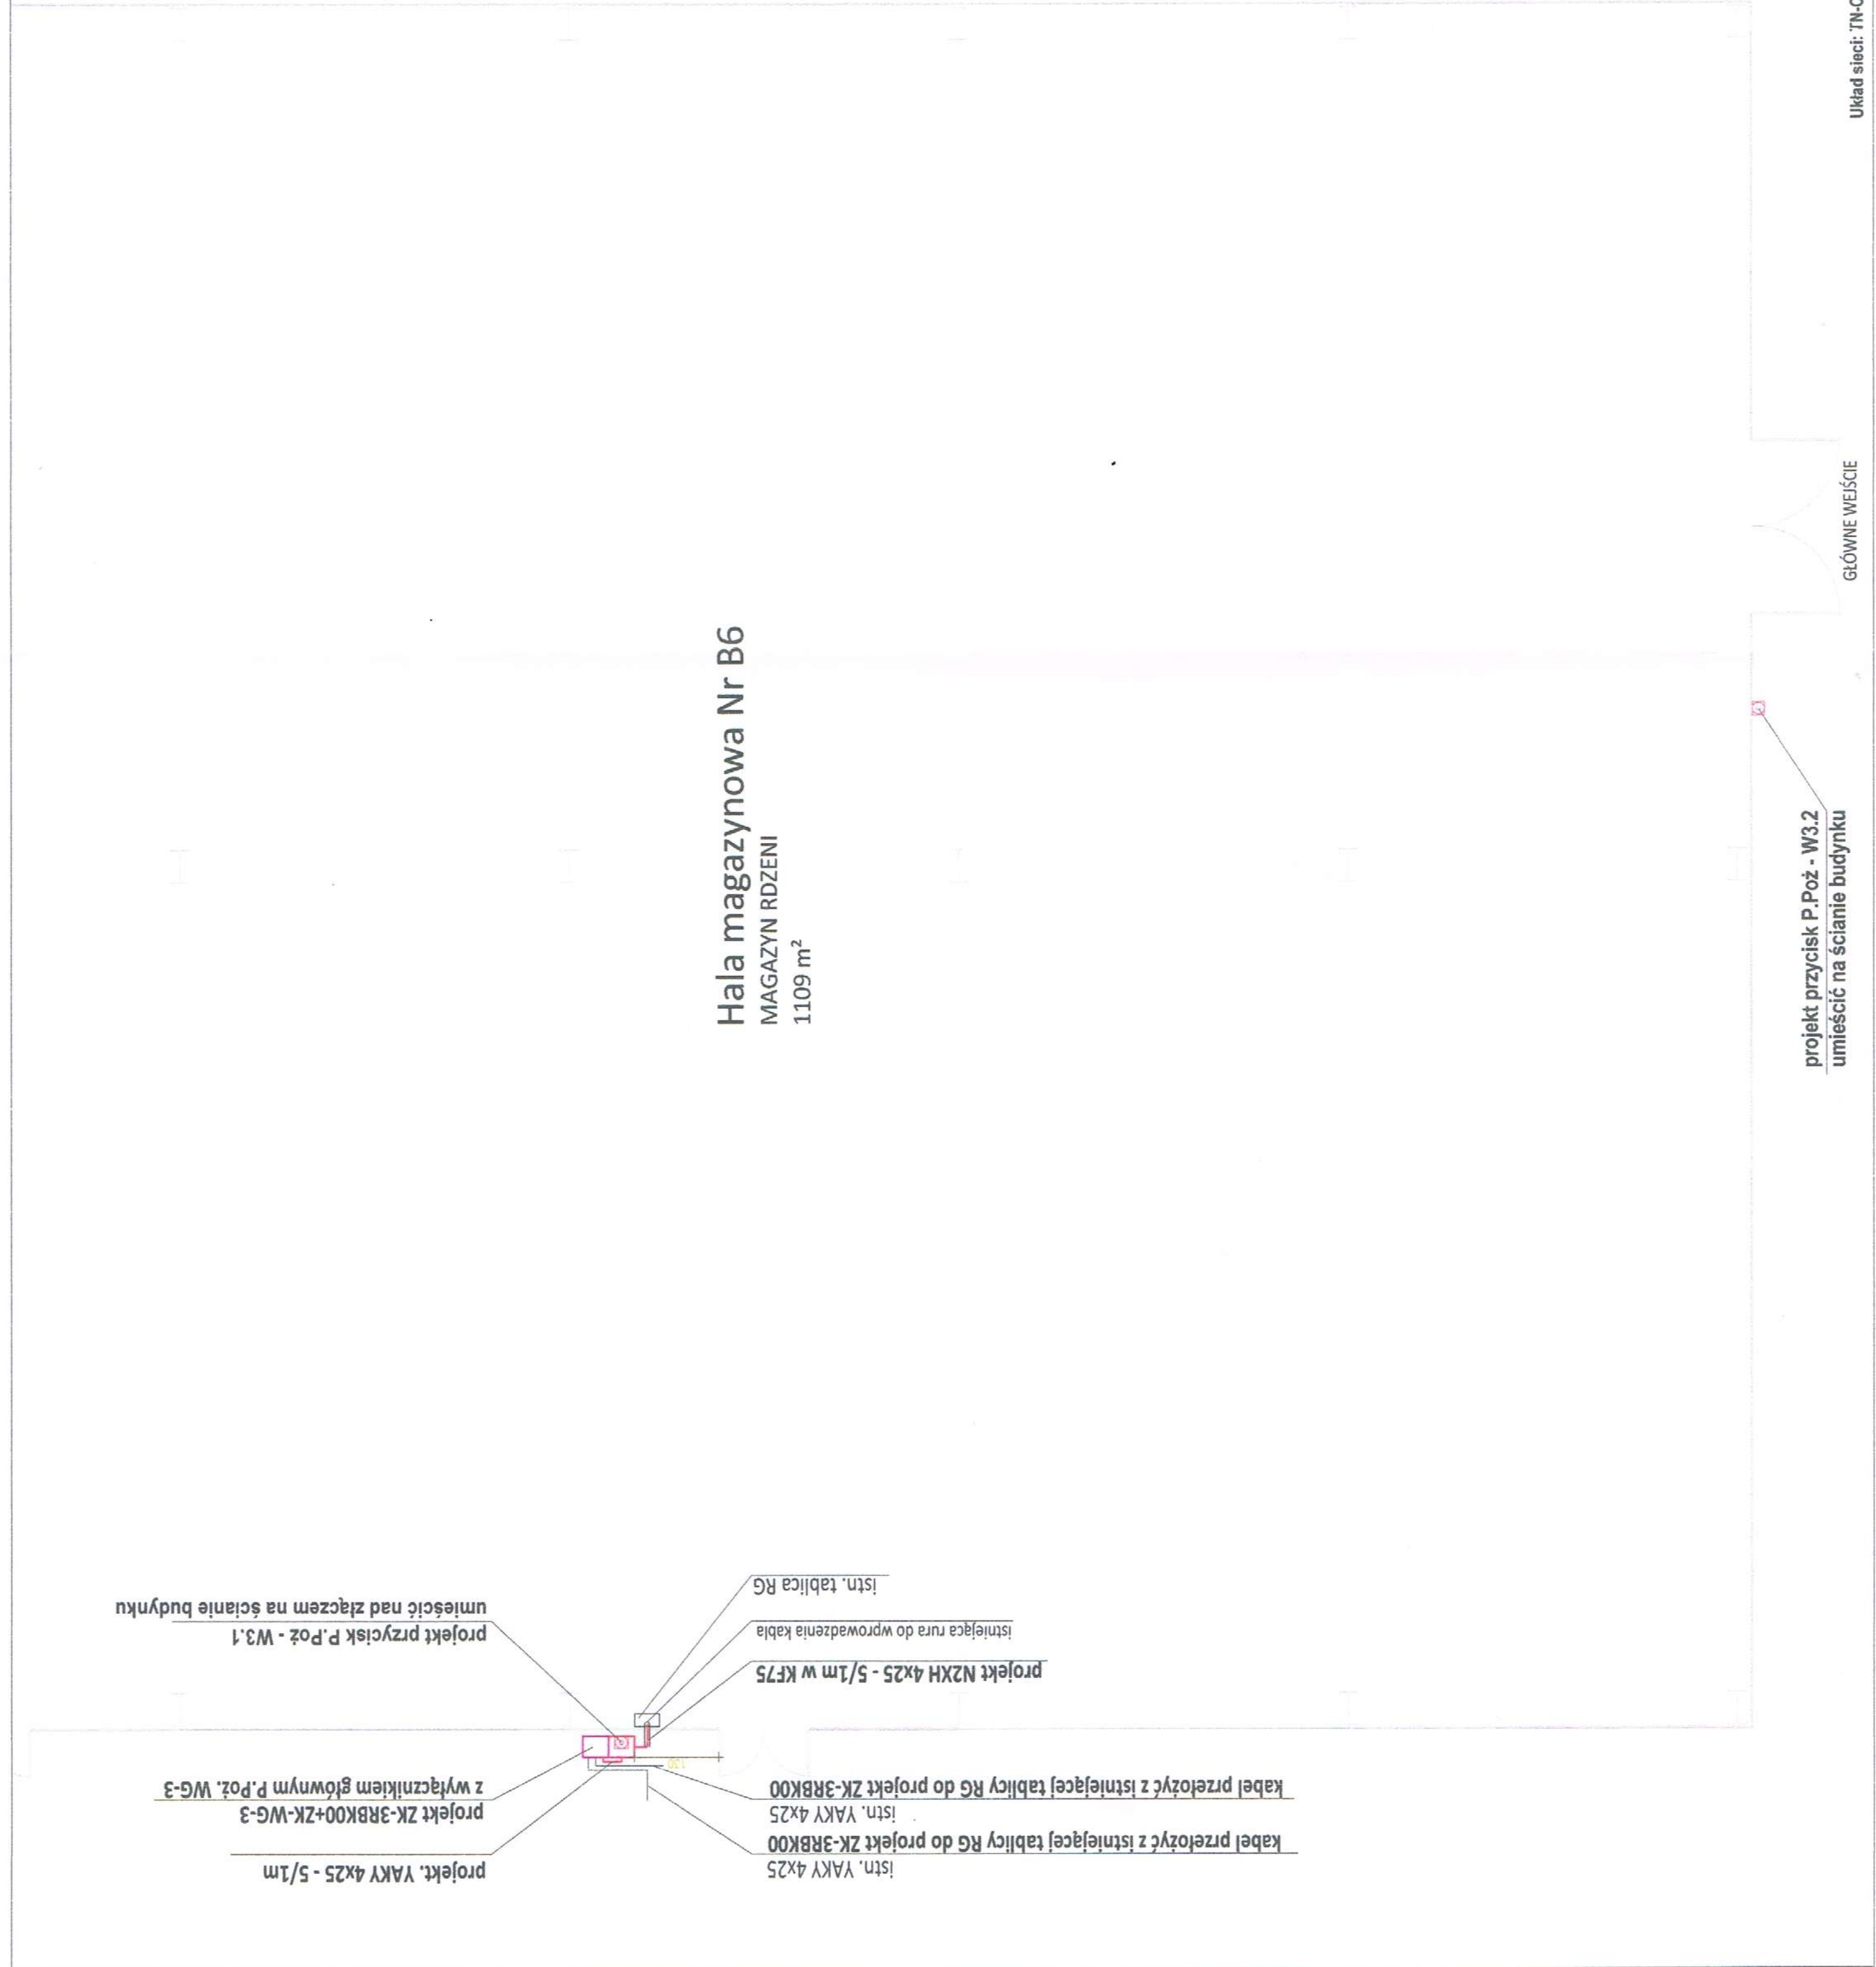 Hala magazynowa Nr B6
MAGAZYN RDZENI
1109 m²
GŁÓWNE WEJŚCIE
projekt przycisk P.Poż - W3.2
umieścić na ścianie budynku
Układ sieci: TN-C
projekt. YAKY 4x25 - 5/1m
projekt ZK-3RBK00+ZK-WG-3
z wyłącznikiem głównym P.Poż. WG-3
projekt przycisk P.Poż - W3.1
umieścić nad złączem na ścianie budynku
istn. YAKY 4x25
kabel przełożyć z istniejącej tablicy RG do projekt ZK-3RBK00
istn. YAKY 4x25
kabel przełożyć z istniejącej tablicy RG do projekt ZK-3RBK00
130
projekt N2XH 4x25 - 5/1m w KF75
istniejąca rura do wprowadzenia kabla
istn. tablica RG